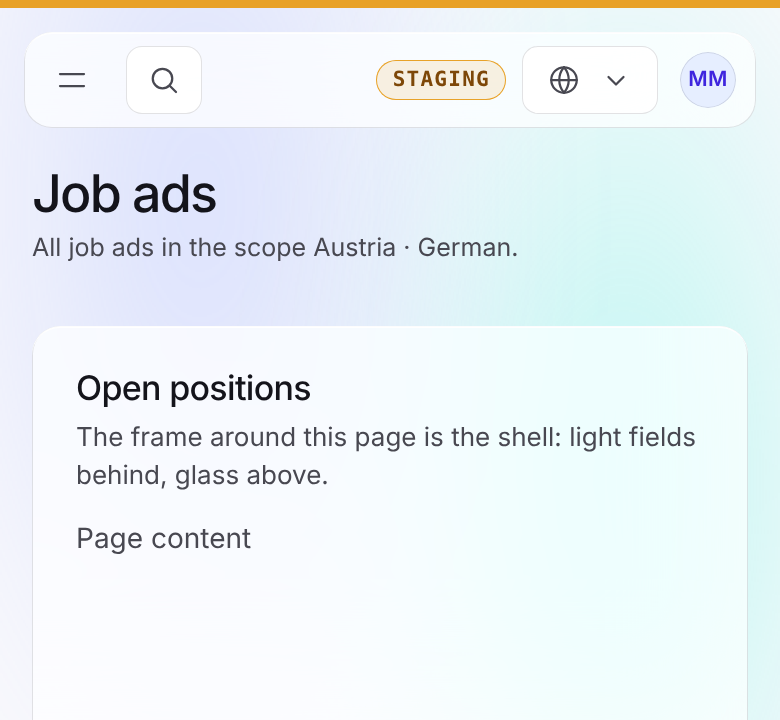 STAGING
MM
Job ads
All job ads in the scope Austria · German.
Open positions
The frame around this page is the shell: light fields
behind, glass above.
Page content